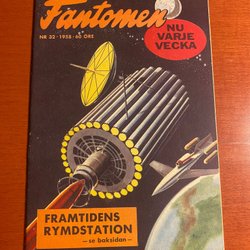 Fantomen
NR 32 • 1958 • 60 ÖRE
NU
VARJE
VECKA
FRAMTIDENS
RYMDSTATION
– se baksidan –